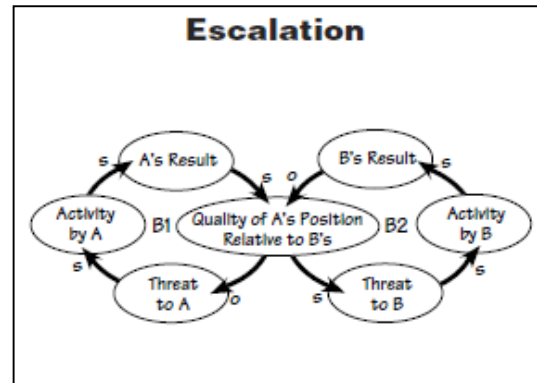 Escalation
s
A's Result
s
B's Result
o
s
Activity
by A
B1
Quality of A's Position
Relative to B's
B2
Activity
by B
s
Threat
to A
o
s
Threat
to B
s